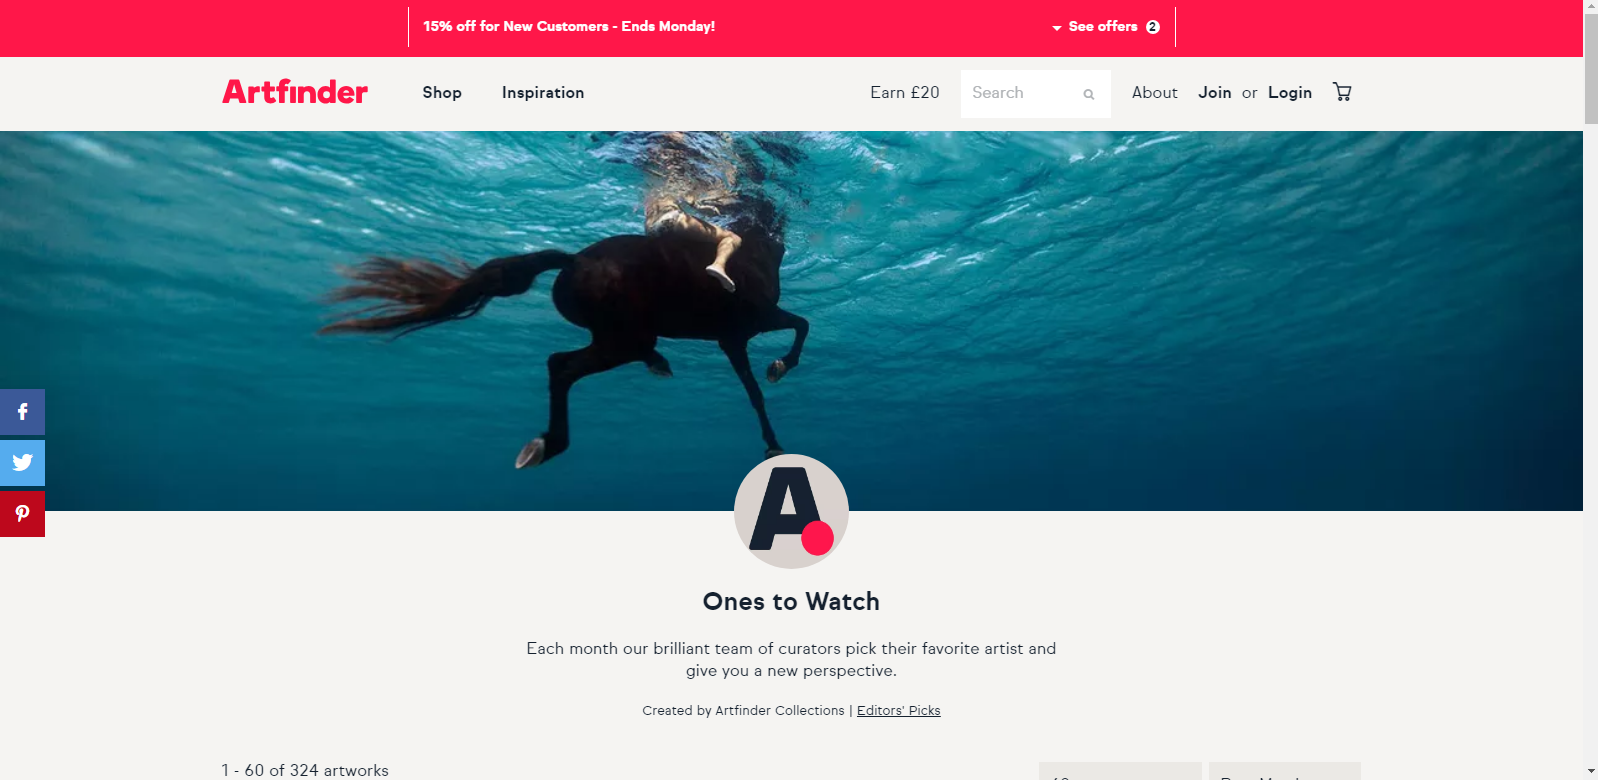 15% off for New Customers - Ends Monday!
See offers 2
Artfinder
Shop
Inspiration
Earn £20
Search
About
Join or Login
A
Ones to Watch
Each month our brilliant team of curators pick their favorite artist and
give you a new perspective.
Created by Artfinder Collections | Editors' Picks
1 - 60 of 324 artworks